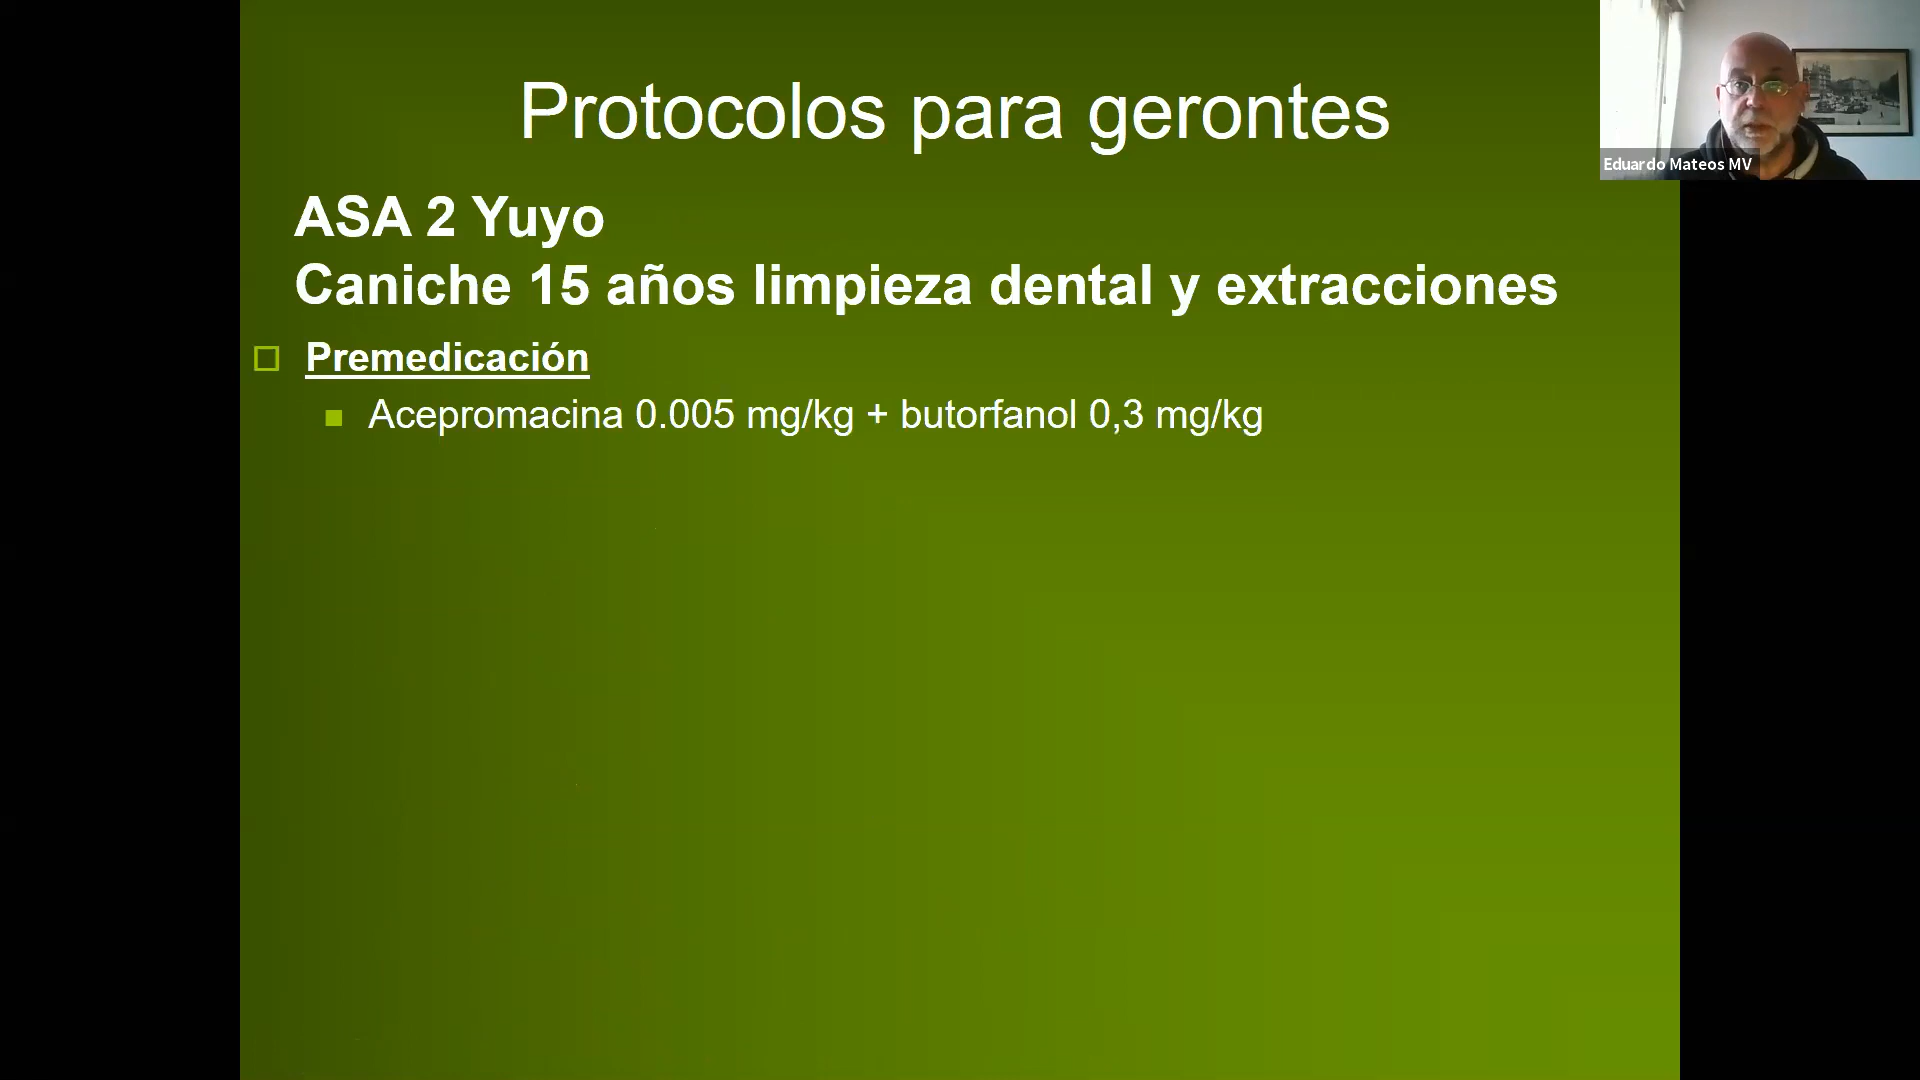 Protocolos para gerontes
Eduardo Mateos MV
ASA 2 Yuyo
Caniche 15 años limpieza dental y extracciones
Premedicación
Acepromacina 0.005 mg/kg + butorfanol 0,3 mg/kg